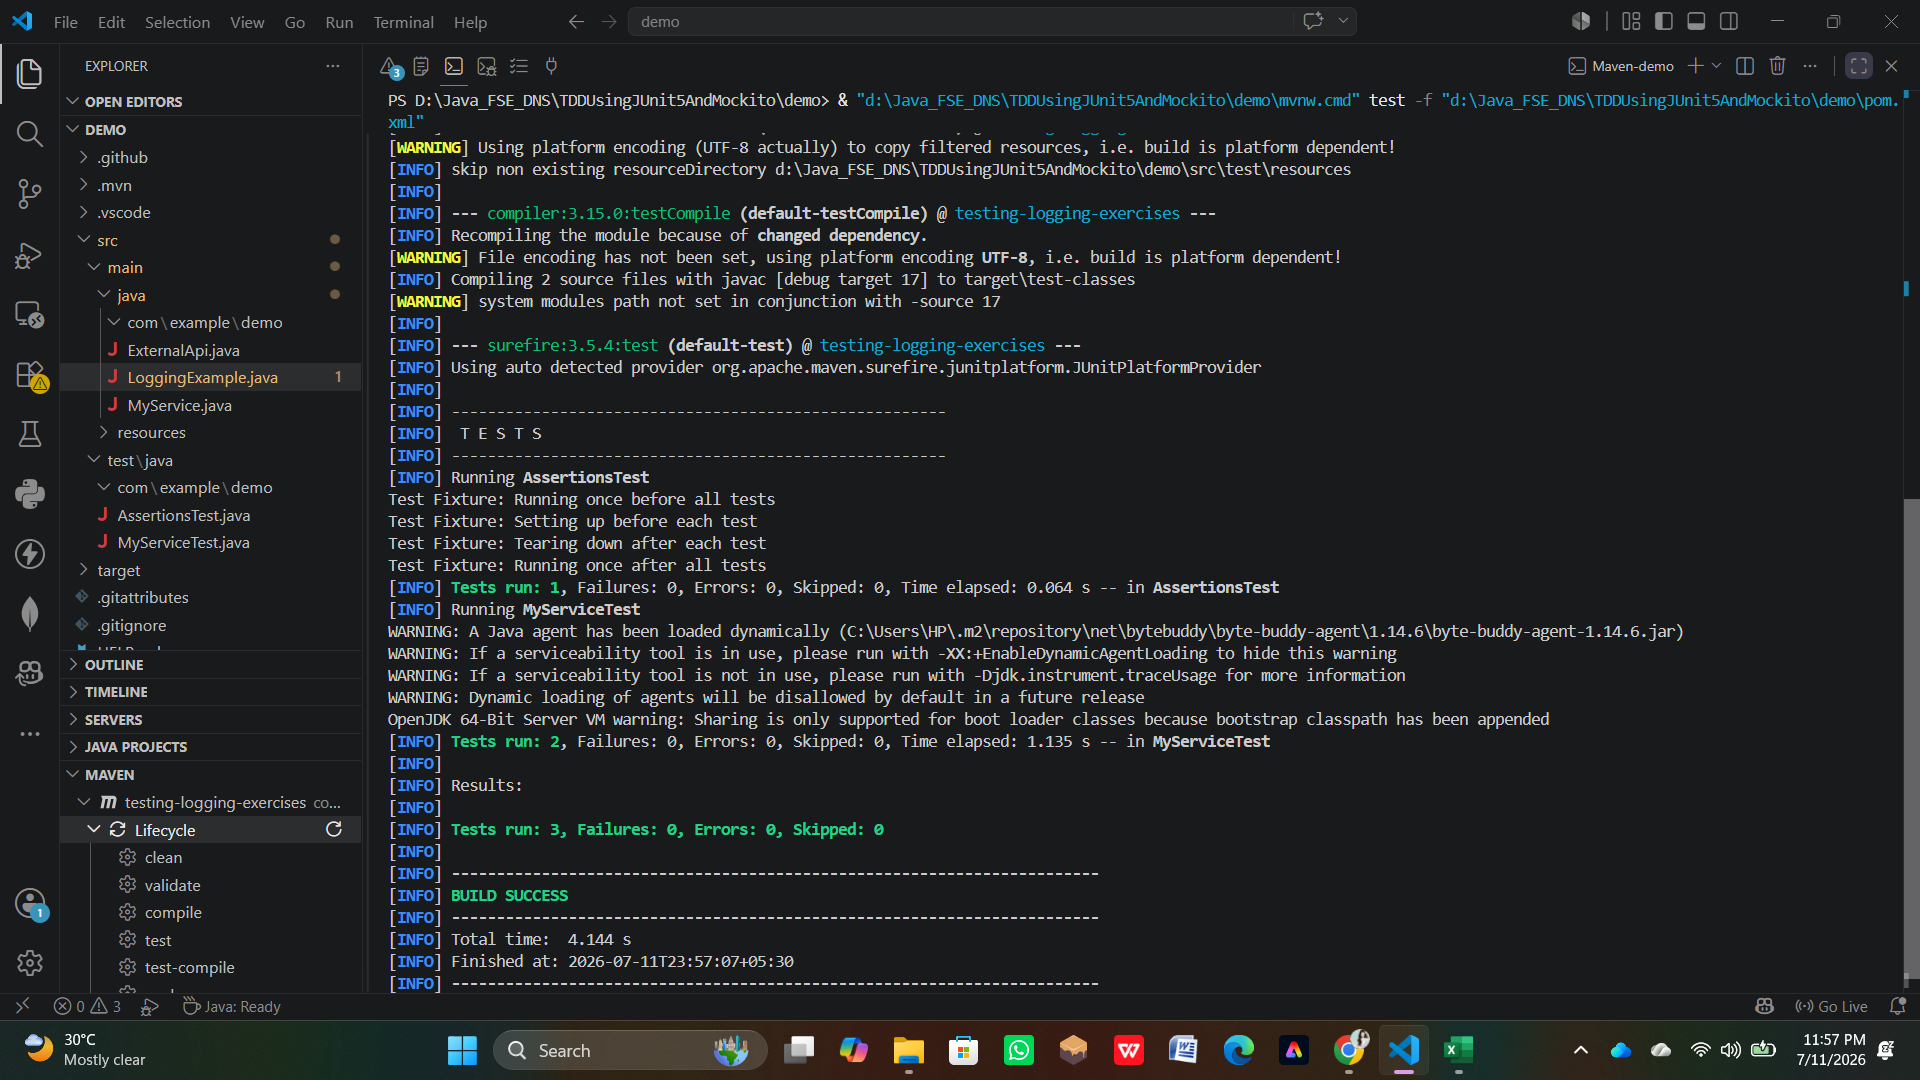 File Edit Selection View Go Run Terminal Help
demo
EXPLORER
OPEN EDITORS
DEMO
.github
.mvn
.vscode
src
main
java
com\example\demo
ExternalApi.java
LoggingExample.java 1
MyService.java
resources
test\java
com\example\demo
AssertionsTest.java
MyServiceTest.java
target
.gitattributes
.gitignore
OUTLINE
TIMELINE
SERVERS
JAVA PROJECTS
MAVEN
testing-logging-exercises co...
Lifecycle
clean
validate
compile
test
test-compile
3
Maven-demo
PS D:\Java_FSE_DNS\TDDUsingJUnit5AndMockito\demo> & "d:\Java_FSE_DNS\TDDUsingJUnit5AndMockito\demo\mvnw.cmd" test -f "d:\Java_FSE_DNS\TDDUsingJUnit5AndMockito\demo\pom.
xml"
[WARNING] Using platform encoding (UTF-8 actually) to copy filtered resources, i.e. build is platform dependent!
[INFO] skip non existing resourceDirectory d:\Java_FSE_DNS\TDDUsingJUnit5AndMockito\demo\src\test\resources
[INFO]
[INFO] --- compiler:3.15.0:testCompile (default-testCompile) @ testing-logging-exercises ---
[INFO] Recompiling the module because of changed dependency.
[WARNING] File encoding has not been set, using platform encoding UTF-8, i.e. build is platform dependent!
[INFO] Compiling 2 source files with javac [debug target 17] to target\test-classes
[WARNING] system modules path not set in conjunction with -source 17
[INFO]
[INFO] --- surefire:3.5.4:test (default-test) @ testing-logging-exercises ---
[INFO] Using auto detected provider org.apache.maven.surefire.junitplatform.JUnitPlatformProvider
[INFO]
[INFO] -------------------------------------------------------
[INFO]  T E S T S
[INFO] -------------------------------------------------------
[INFO] Running AssertionsTest
Test Fixture: Running once before all tests
Test Fixture: Setting up before each test
Test Fixture: Tearing down after each test
Test Fixture: Running once after all tests
[INFO] Tests run: 1, Failures: 0, Errors: 0, Skipped: 0, Time elapsed: 0.064 s -- in AssertionsTest
[INFO] Running MyServiceTest
WARNING: A Java agent has been loaded dynamically (C:\Users\HP\.m2\repository\net\bytebuddy\byte-buddy-agent\1.14.6\byte-buddy-agent-1.14.6.jar)
WARNING: If a serviceability tool is in use, please run with -XX:+EnableDynamicAgentLoading to hide this warning
WARNING: If a serviceability tool is not in use, please run with -Djdk.instrument.traceUsage for more information
WARNING: Dynamic loading of agents will be disallowed by default in a future release
OpenJDK 64-Bit Server VM warning: Sharing is only supported for boot loader classes because bootstrap classpath has been appended
[INFO] Tests run: 2, Failures: 0, Errors: 0, Skipped: 0, Time elapsed: 1.135 s -- in MyServiceTest
[INFO]
[INFO] Results:
[INFO]
[INFO] Tests run: 3, Failures: 0, Errors: 0, Skipped: 0
[INFO]
[INFO] ------------------------------------------------------------------------
[INFO] BUILD SUCCESS
[INFO] ------------------------------------------------------------------------
[INFO] Total time:  4.144 s
[INFO] Finished at: 2026-07-11T23:57:07+05:30
[INFO] ------------------------------------------------------------------------
1
0 3 Java: Ready Go Live
30°C
Mostly clear
Search
11:57 PM
7/11/2026